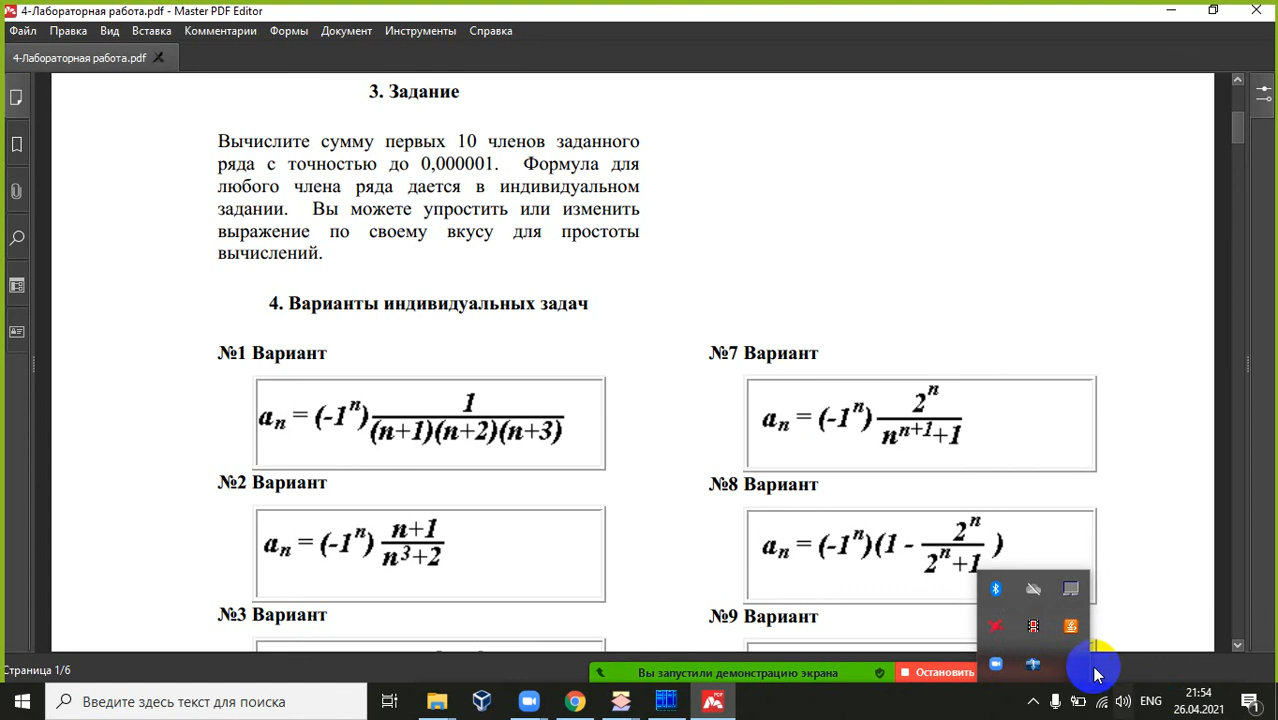 4-Лабораторная работа.pdf - Master PDF Editor
Файл Правка Вид Вставка Комментарии Формы Документ Инструменты Справка
4-Лабораторная работа.pdf
3. Задание
Вычислите сумму первых 10 членов заданного
ряда с точностью до 0,000001. Формула для
любого члена ряда дается в индивидуальном
задании. Вы можете упростить или изменить
выражение по своему вкусу для простоты
вычислений.
4. Варианты индивидуальных задач
№1 Вариант
aₙ = (-1ⁿ) 1/((n+1)(n+2)(n+3))
№2 Вариант
aₙ = (-1ⁿ) (n+1)/(n³+2)
№3 Вариант
№7 Вариант
aₙ = (-1ⁿ) 2ⁿ/(nⁿ⁺¹+1)
№8 Вариант
aₙ = (-1ⁿ)(1 - 2ⁿ/(2ⁿ+1))
№9 Вариант
Страница 1/6
Вы запустили демонстрацию экрана
Остановить
Введите здесь текст для поиска
ENG
21:54
26.04.2021
1